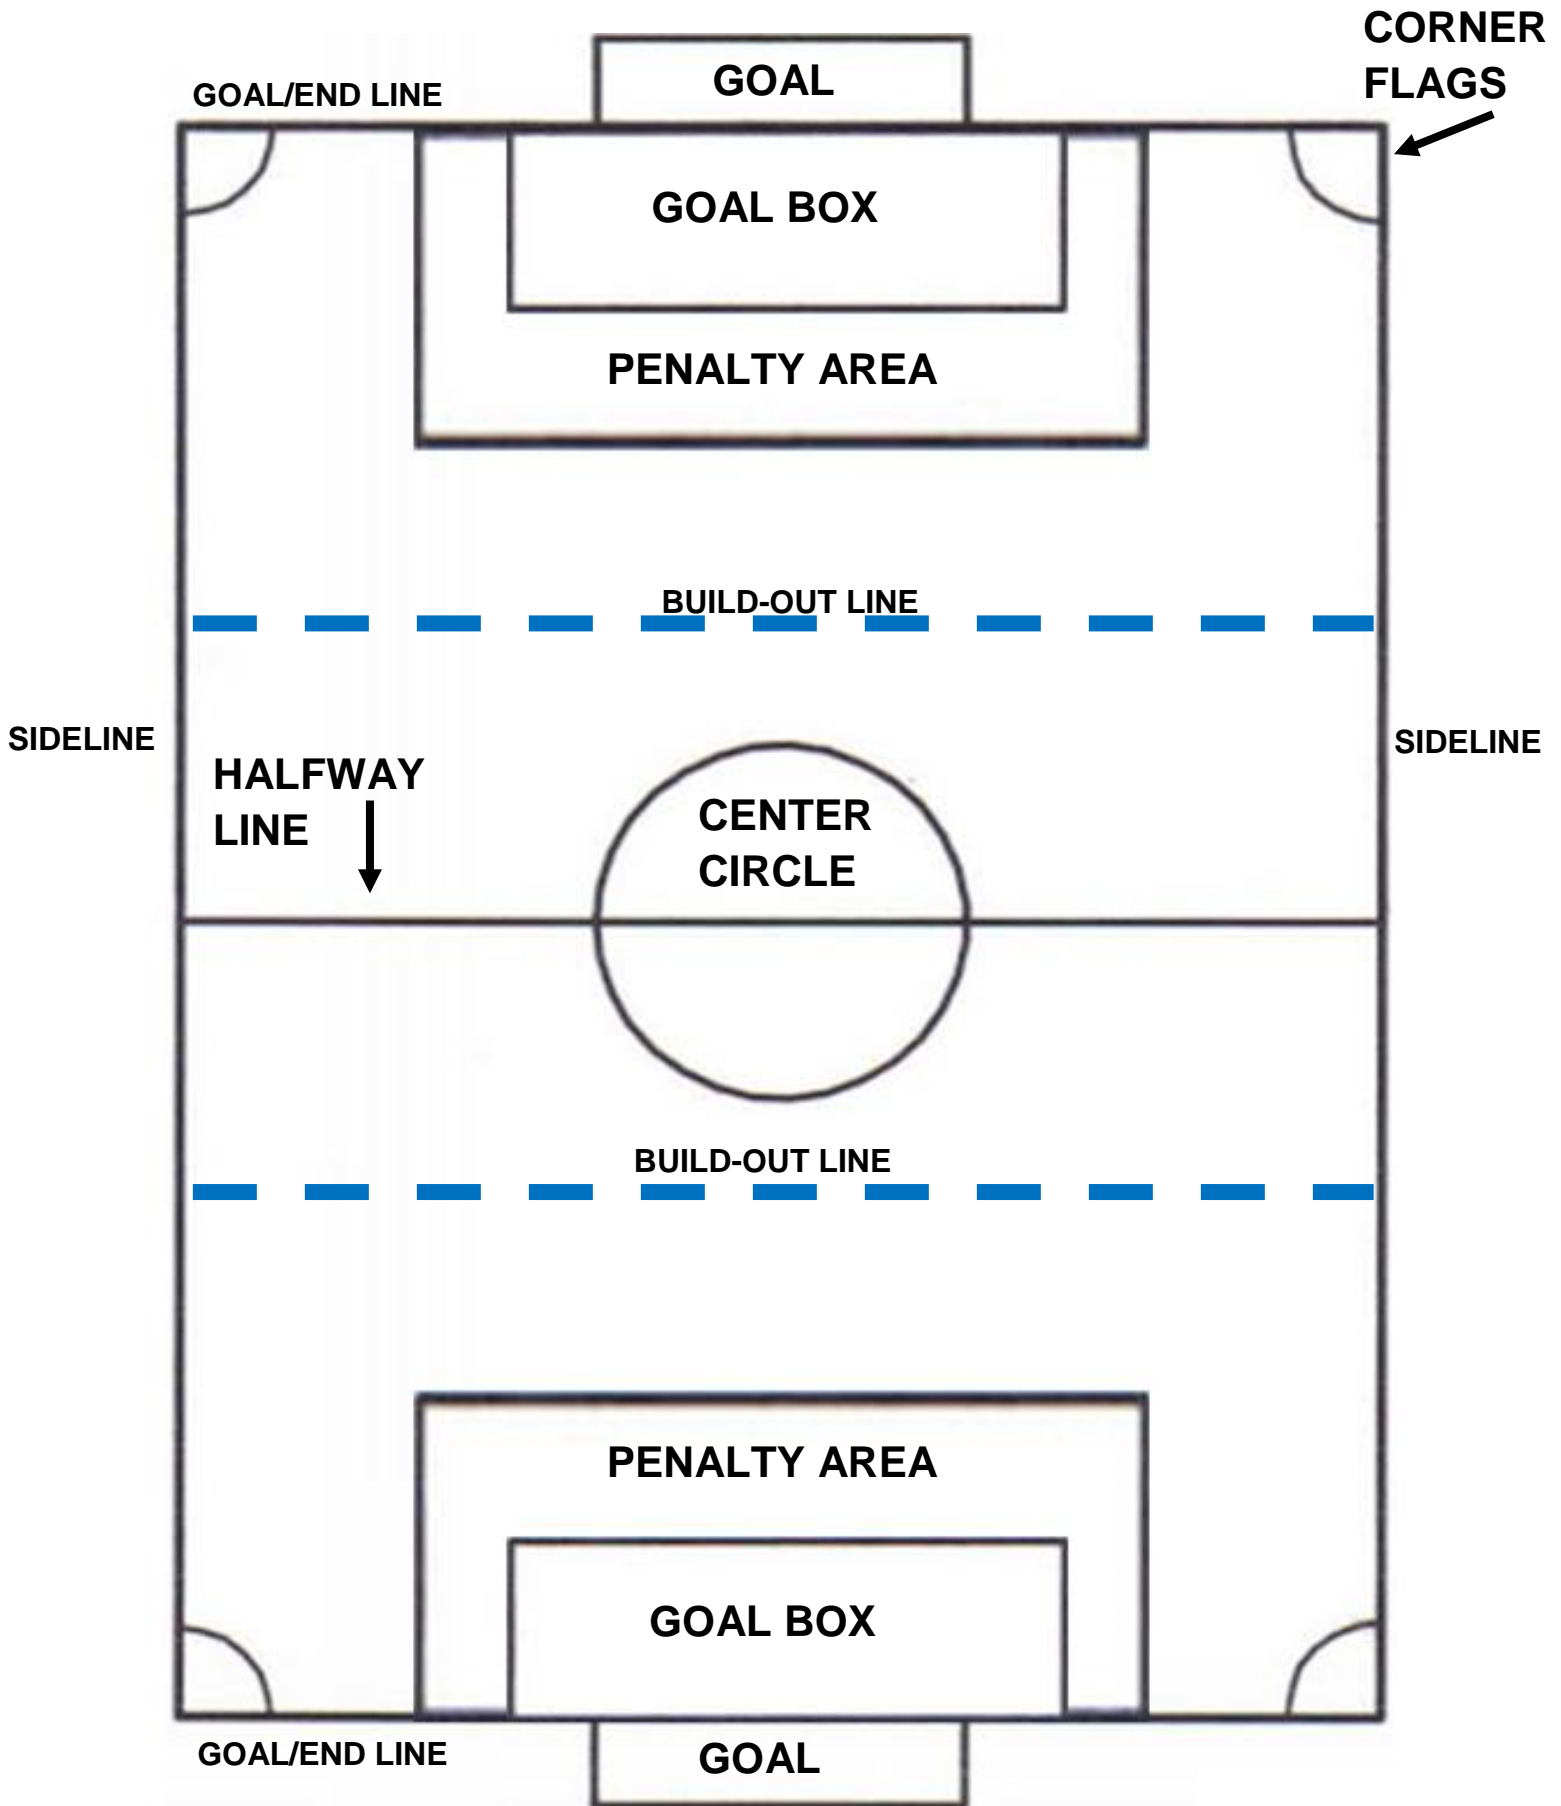 CORNER
FLAGS
GOAL
GOAL/END LINE
GOAL BOX
PENALTY AREA
BUILD-OUT LINE
SIDELINE
SIDELINE
HALFWAY
LINE
CENTER
CIRCLE
BUILD-OUT LINE
PENALTY AREA
GOAL BOX
GOAL/END LINE
GOAL